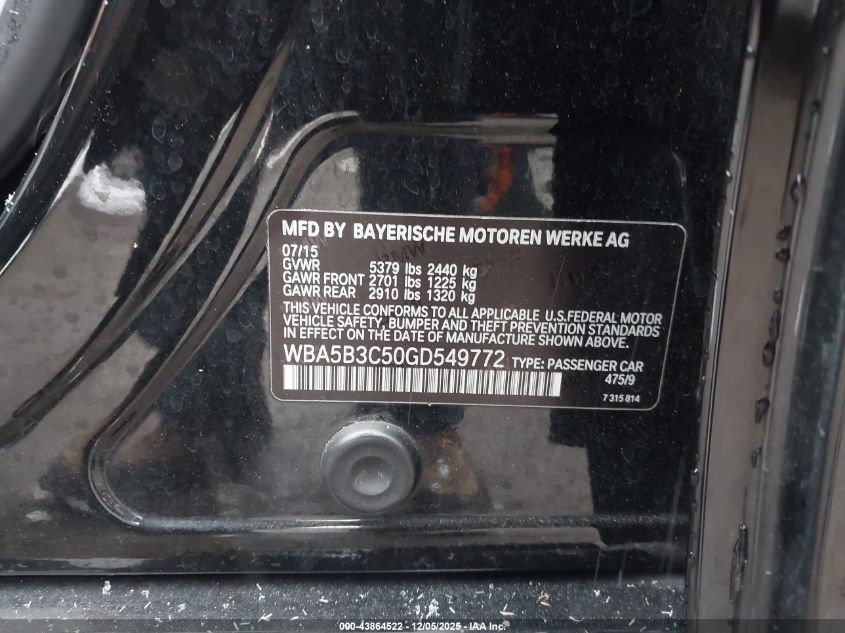 MFD BY BAYERISCHE MOTOREN WERKE AG
07/15
GVWR 5379 lbs 2440 kg
GAWR FRONT 2701 lbs 1225 kg
GAWR REAR 2910 lbs 1320 kg
THIS VEHICLE CONFORMS TO ALL APPLICABLE U.S.FEDERAL MOTOR
VEHICLE SAFETY, BUMPER AND THEFT PREVENTION STANDARDS
IN EFFECT ON THE DATE OF MANUFACTURE SHOWN ABOVE.
WBA5B3C50GD549772 TYPE: PASSENGER CAR
475/9
7 315 814
000-43864522 - 12/05/2025 - IAA Inc.